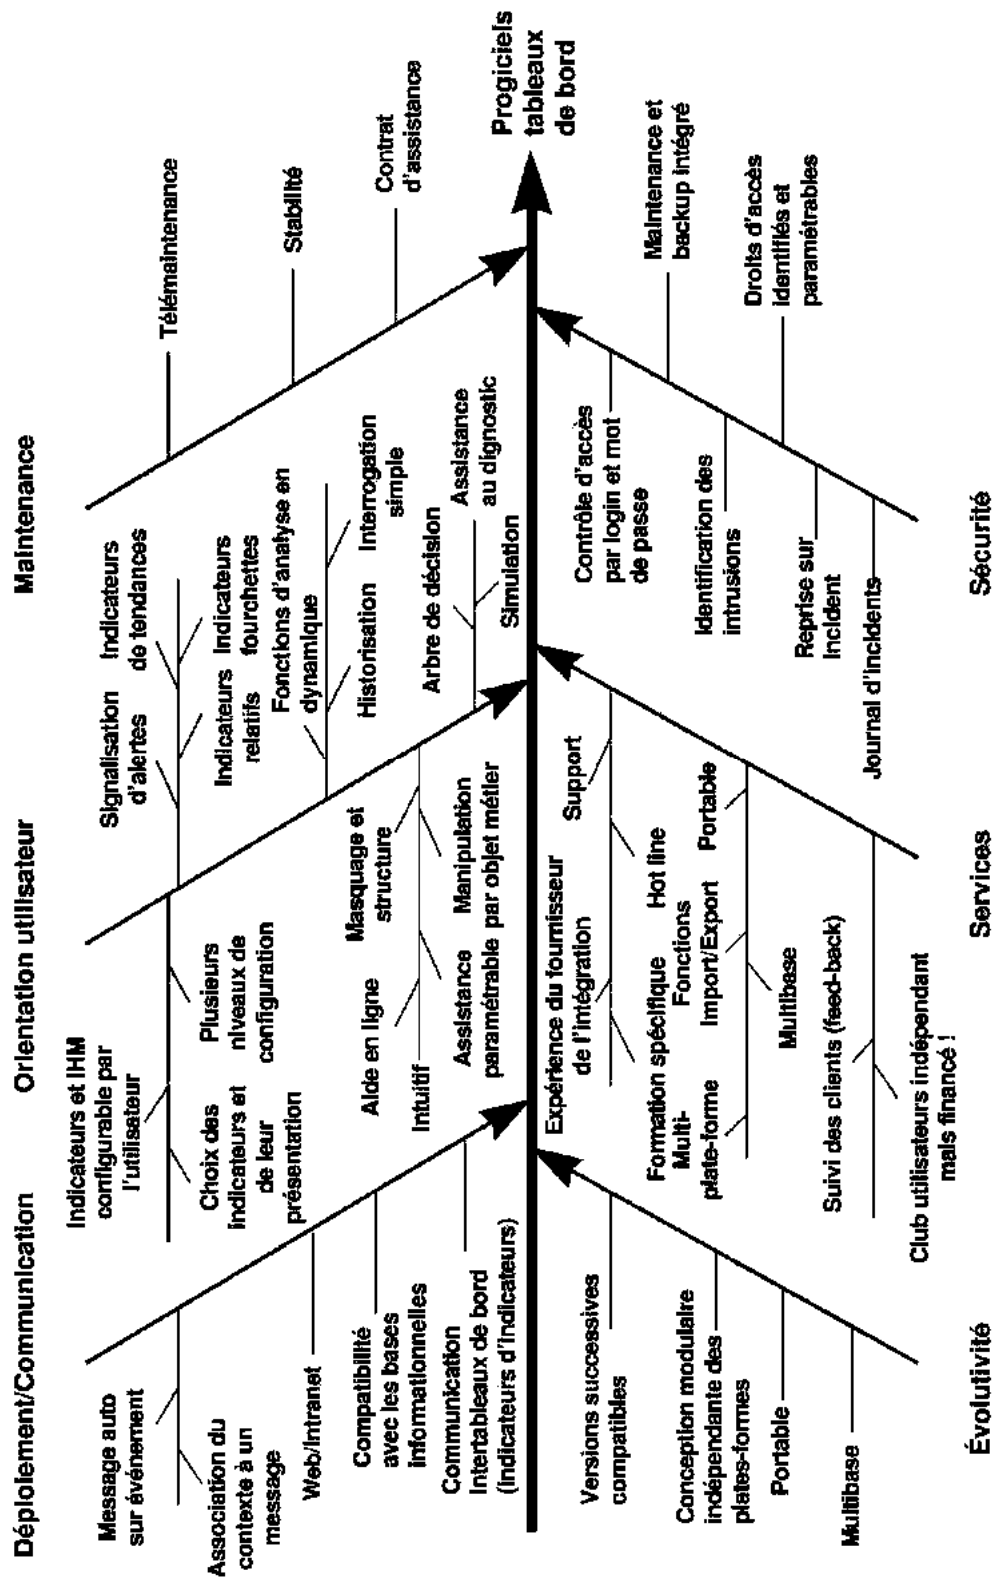 Déploiement/Communication
Orientation utilisateur
Maintenance
Message auto
sur événement
Association du
contexte à un
message
Web/Intranet
Compatibilité
avec les bases
informationnelles
Communication
Intertableaux de bord
(indicateurs d'indicateurs)
Indicateurs et IHM
configurable par
l'utilisateur
Choix des
indicateurs et
de leur
présentation
Plusieurs
niveaux de
configuration
Signalisation
d'alertes
Indicateurs
de tendances
Indicateurs
relatifs
Indicateurs
fourchettes
Fonctions d'analyse en
dynamique
Historisation
Interrogation
simple
Masquage et
structure
Aide en ligne
Intuitif
Assistance
paramétrable
Manipulation
par objet métier
Arbre de décision
Assistance
au dignostic
Simulation
Télémaintenance
Stabilité
Contrat
d'assistance
Progiciels
tableaux
de bord
Versions successives
compatibles
Conception modulaire
indépendante des
plates-formes
Portable
Multibase
Expérience du fournisseur
de l'intégration
Support
Formation spécifique
Hot line
Multi-
plate-forme
Fonctions
Import/Export
Portable
Multibase
Suivi des clients (feed-back)
Club utilisateurs indépendant
mais financé !
Contrôle d'accès
par login et mot
de passe
Maintenance et
backup intégré
Identification des
intrusions
Droits d'accès
identifiés et
paramétrables
Reprise sur
incident
Journal d'incidents
Évolutivité
Services
Sécurité